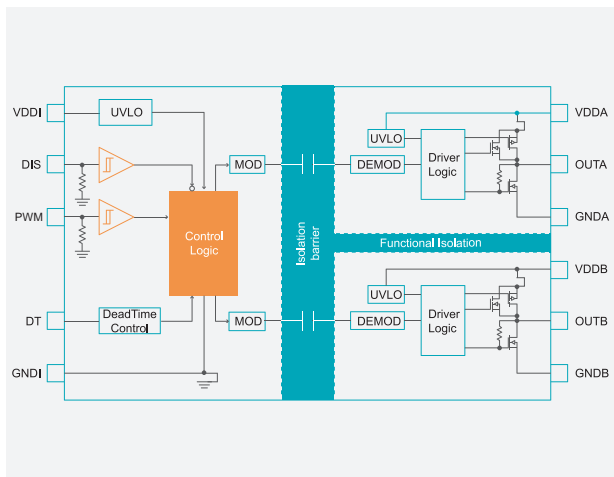 VDDI
UVLO
DIS
PWM
DT
DeadTime
Control
GNDI
Control
Logic
MOD
MOD
Isolation
barrier
Functional Isolation
UVLO
DEMOD
Driver
Logic
VDDA
OUTA
GNDA
UVLO
DEMOD
Driver
Logic
VDDB
OUTB
GNDB